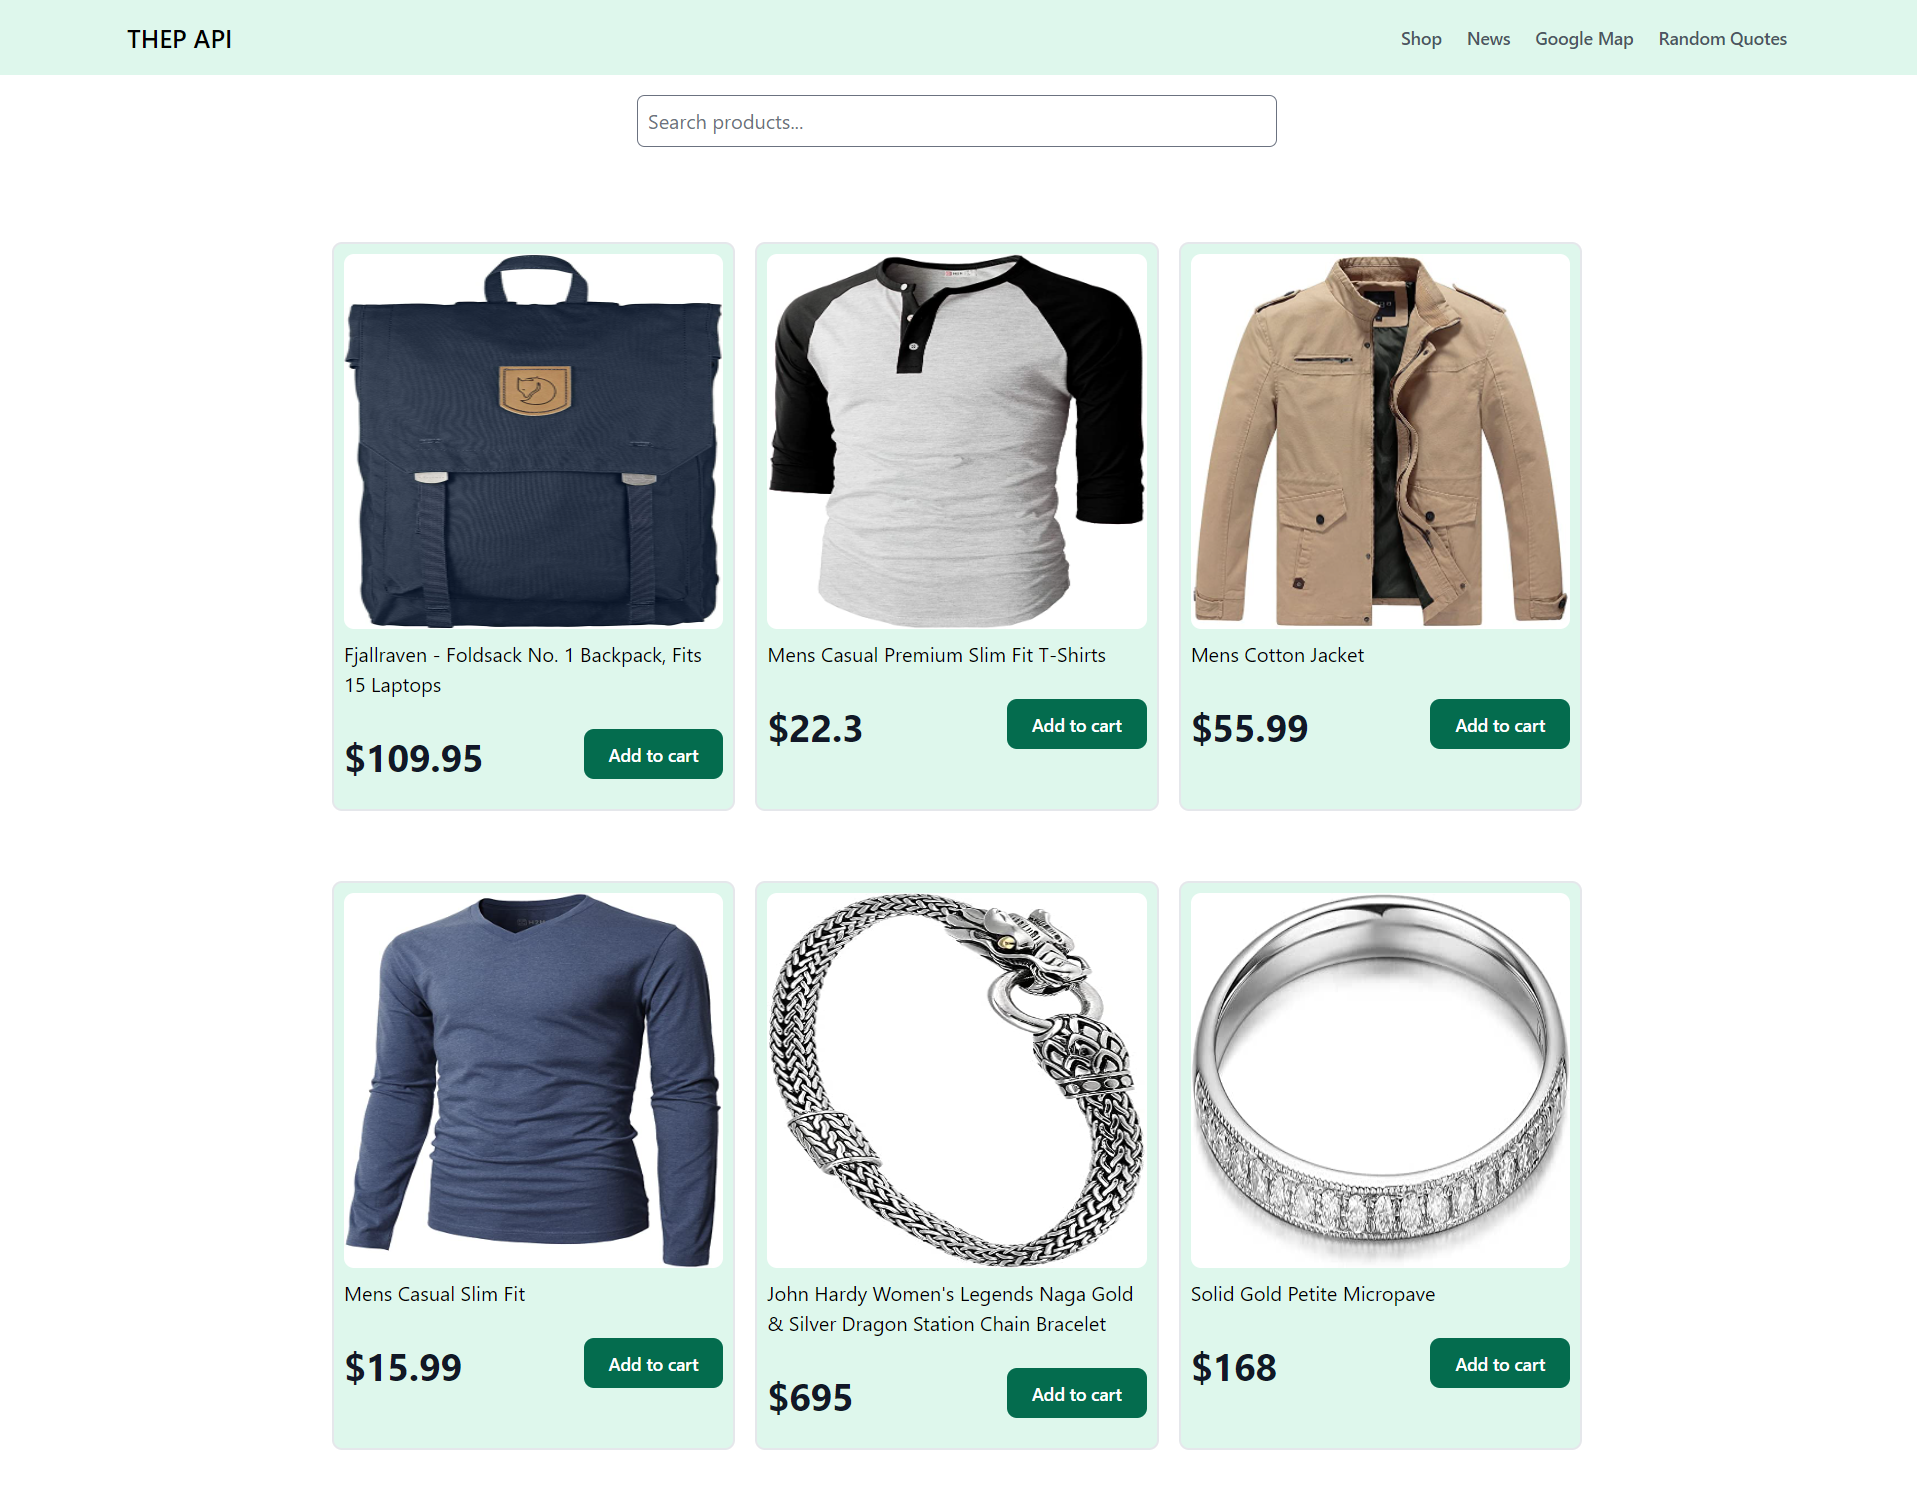 THEP API
Shop News Google Map Random Quotes
Search products...
Fjallraven - Foldsack No. 1 Backpack, Fits
15 Laptops
$109.95
Add to cart
Mens Casual Premium Slim Fit T-Shirts
$22.3
Add to cart
Mens Cotton Jacket
$55.99
Add to cart
Mens Casual Slim Fit
$15.99
Add to cart
John Hardy Women's Legends Naga Gold
& Silver Dragon Station Chain Bracelet
$695
Add to cart
Solid Gold Petite Micropave
$168
Add to cart